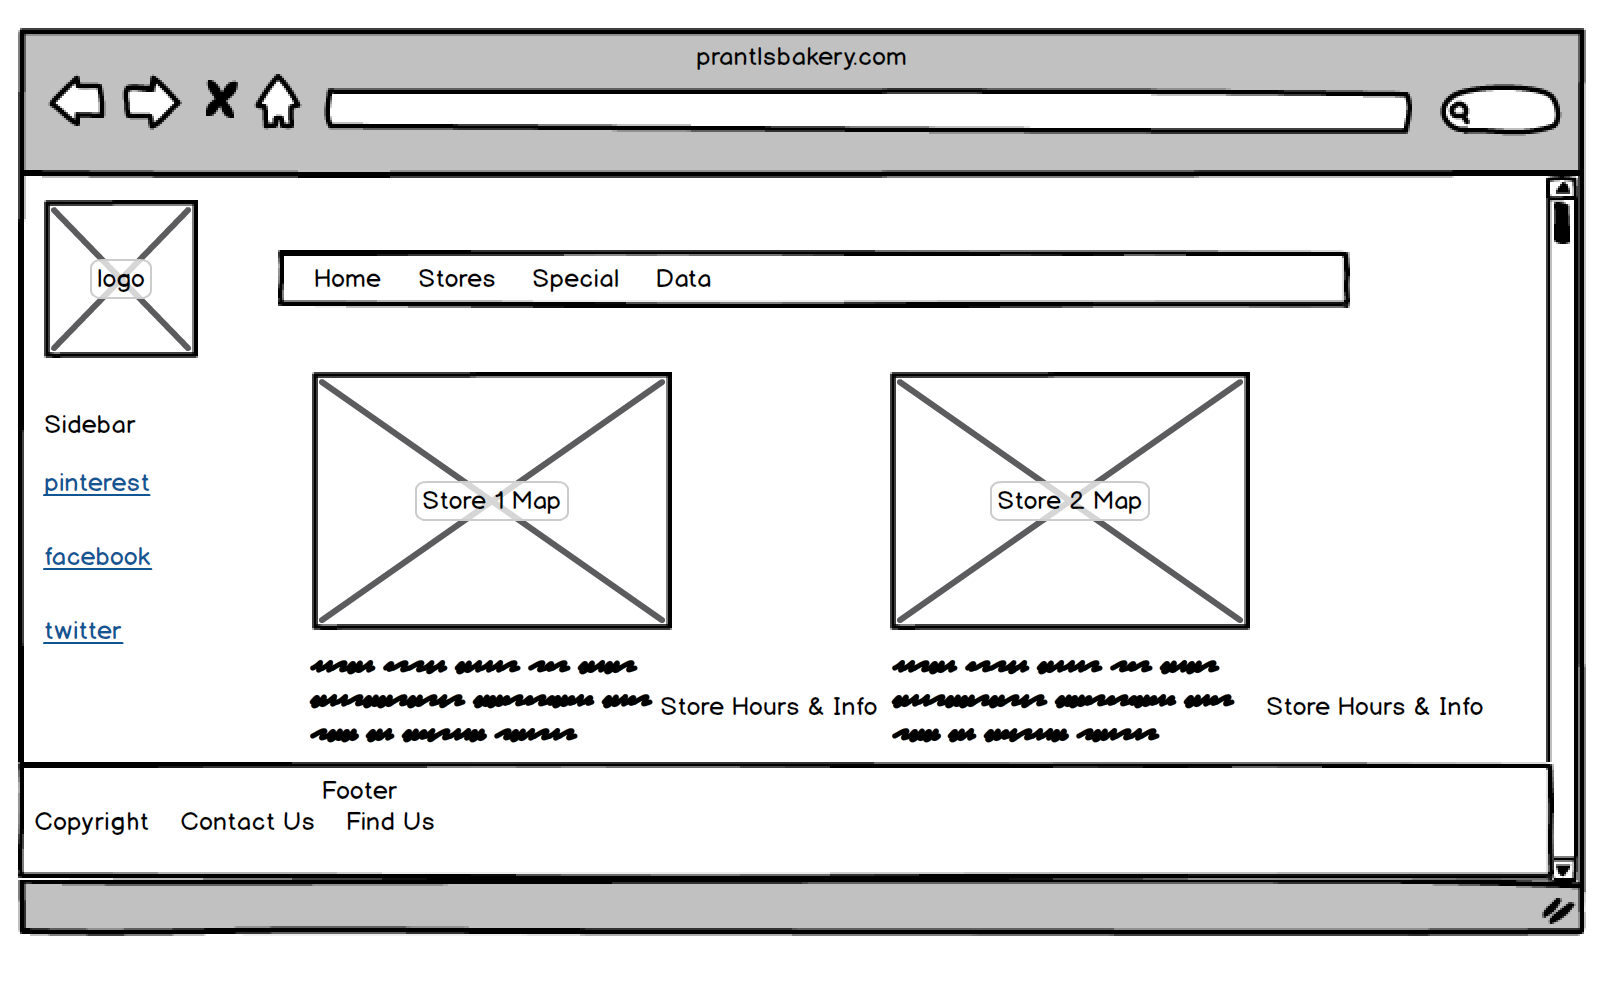 prantlsbakery.com
logo
Home Stores Special Data
Sidebar
pinterest
facebook
twitter
Store 1 Map
Store 2 Map
Store Hours & Info
Store Hours & Info
Footer
Copyright Contact Us Find Us